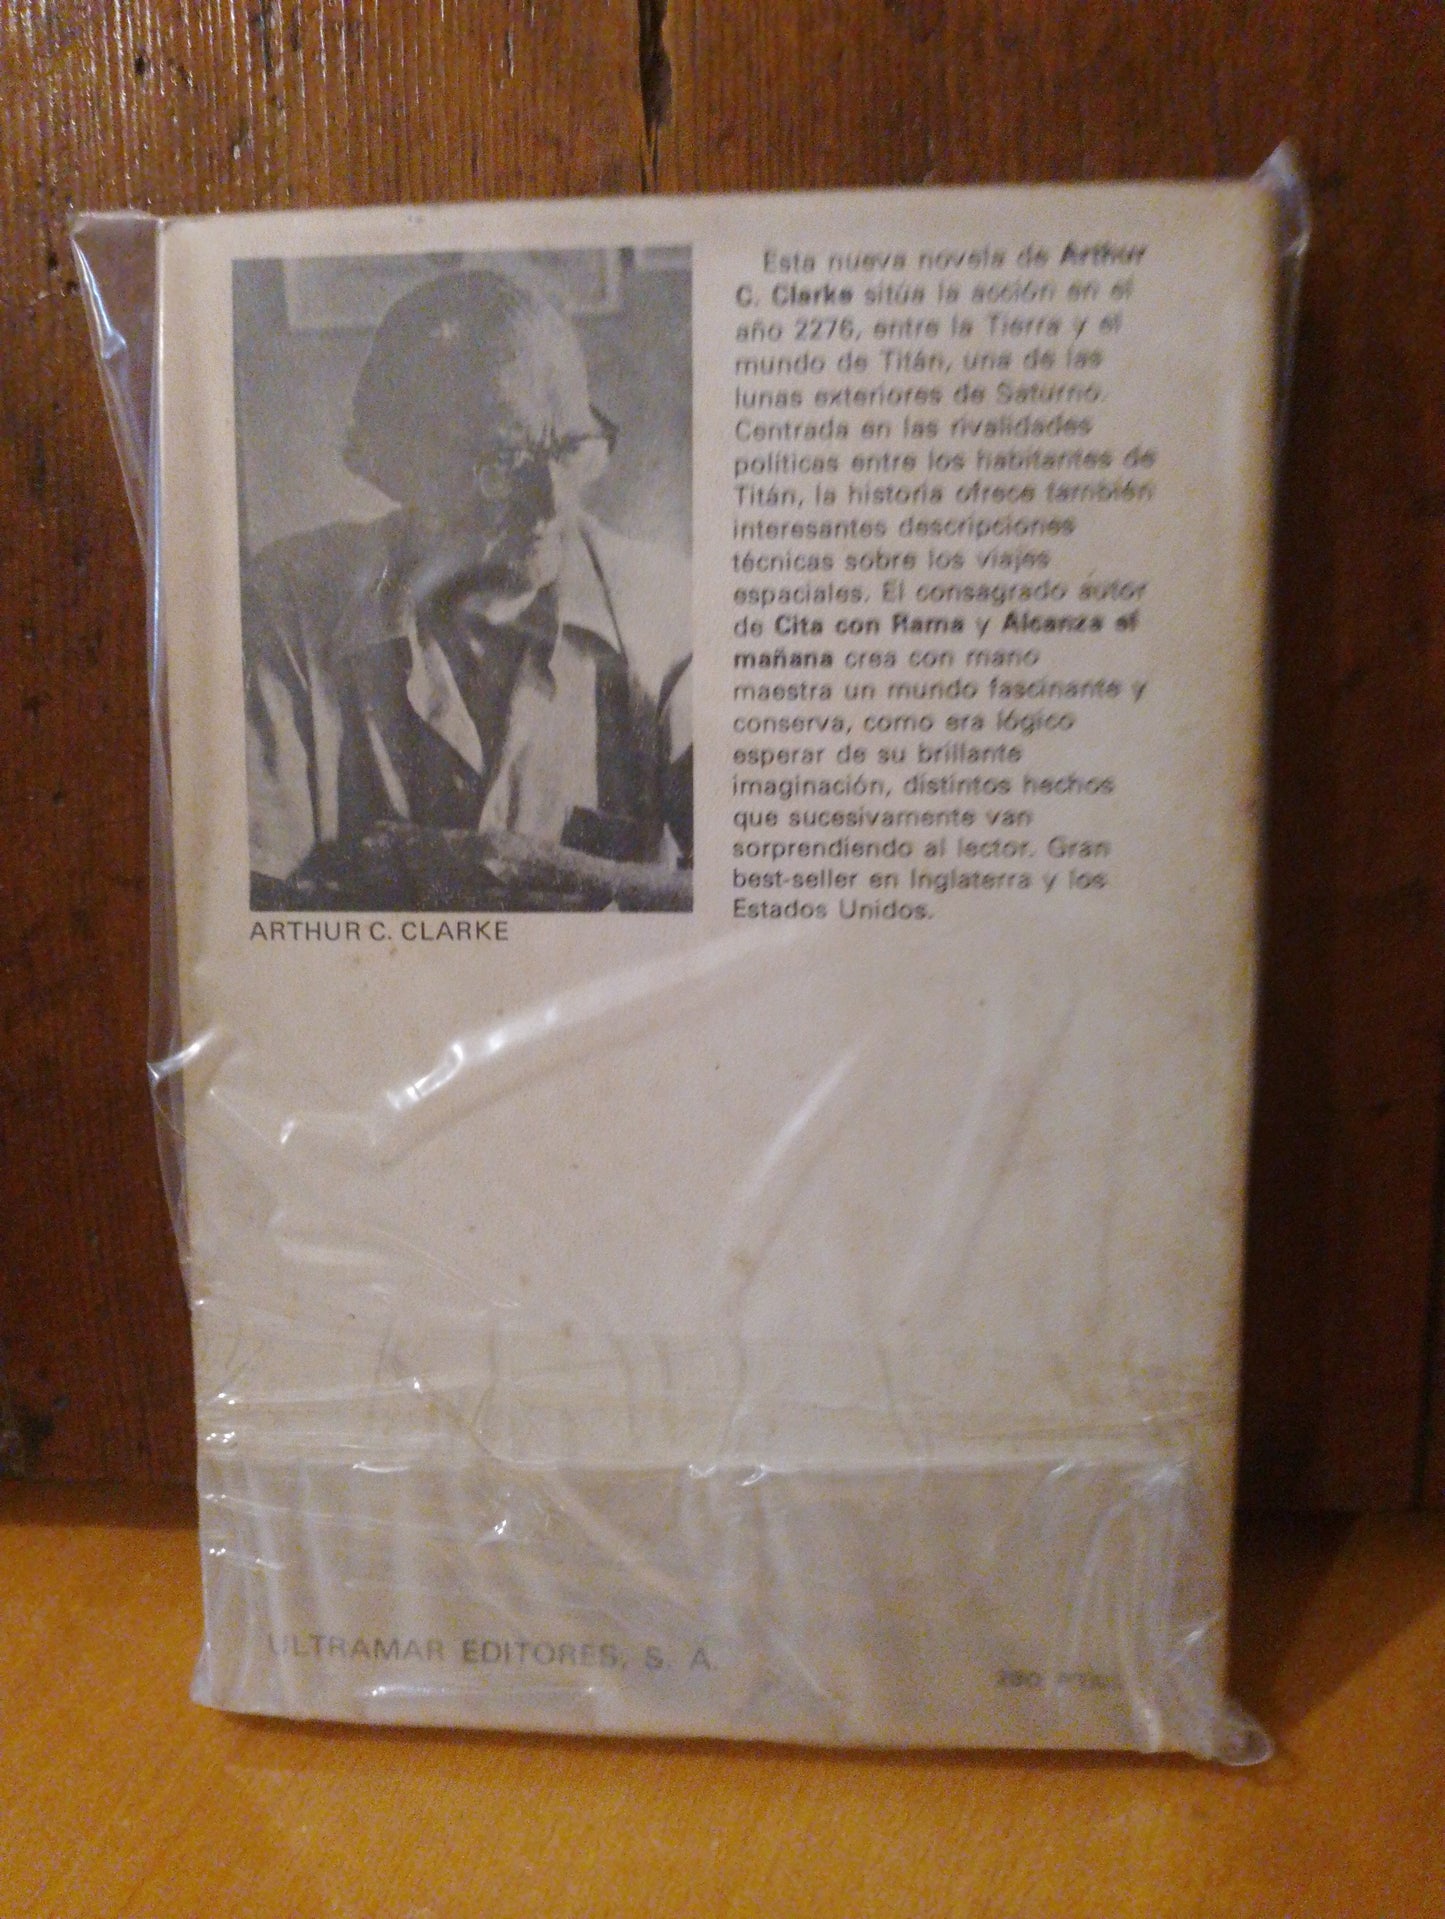 Esta nueva novela de Arthur
C. Clarke sitúa la acción en el
año 2276, entre la Tierra y el
mundo de Titán, una de las
lunas exteriores de Saturno.
Centrada en las rivalidades
políticas entre los habitantes de
Titán, la historia ofrece también
interesantes descripciones
técnicas sobre los viajes
espaciales. El consagrado autor
de Cita con Rama y Alcanza el
mañana crea con mano
maestra un mundo fascinante y
conserva, como era lógico
esperar de su brillante
imaginación, distintos hechos
que sucesivamente van
sorprendiendo al lector. Gran
best-seller en Inglaterra y los
Estados Unidos.
ARTHUR C. CLARKE
ULTRAMAR EDITORES, S. A.